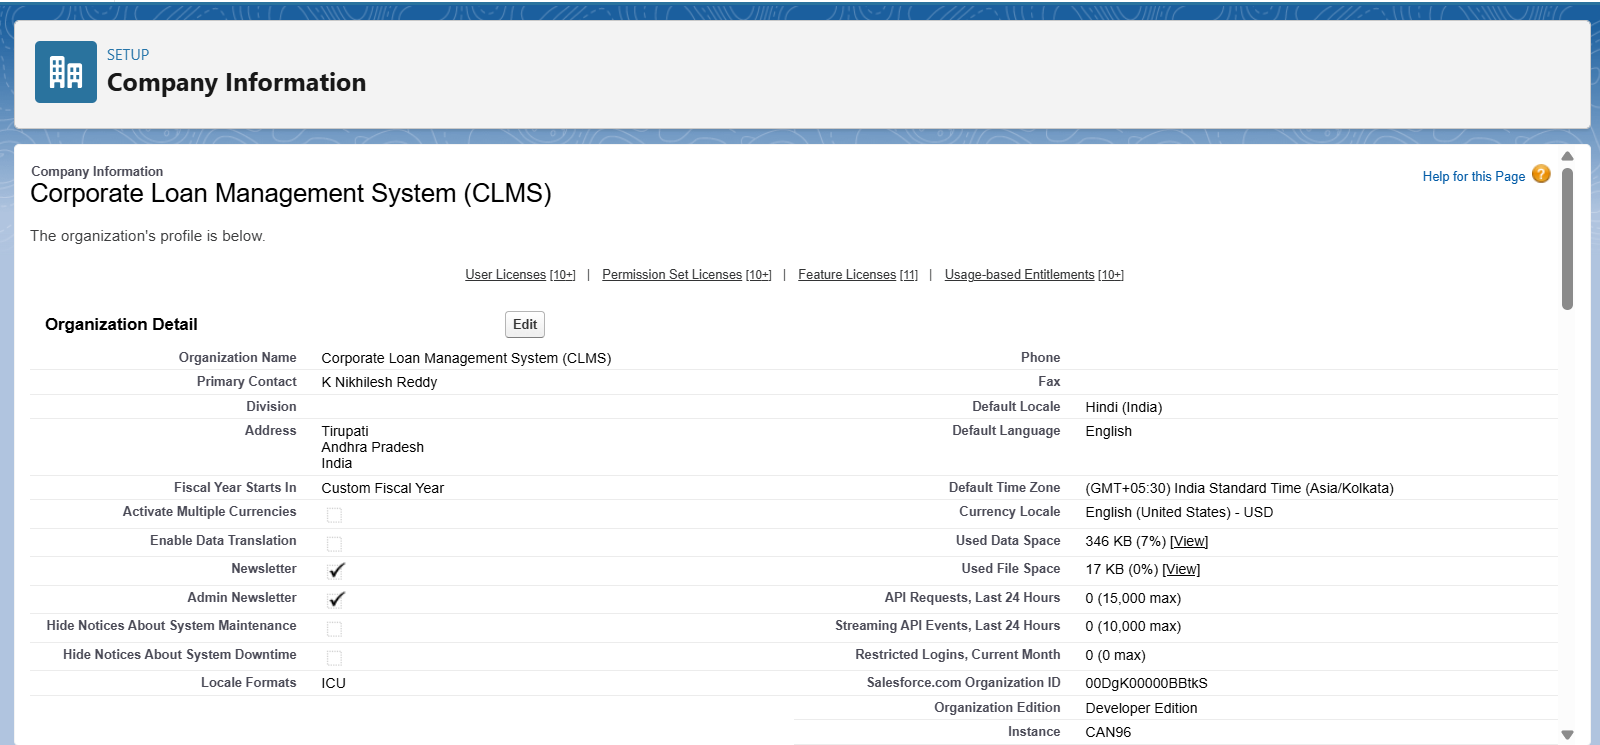 SETUP
Company Information
Company Information
Corporate Loan Management System (CLMS)
Help for this Page ?
The organization's profile is below.
User Licenses [10+] | Permission Set Licenses [10+] | Feature Licenses [11] | Usage-based Entitlements [10+]
Organization Detail
Edit
Organization Name Corporate Loan Management System (CLMS)
Phone
Primary Contact K Nikhilesh Reddy
Fax
Division
Default Locale Hindi (India)
Address Tirupati
Andhra Pradesh
India
Default Language English
Fiscal Year Starts In Custom Fiscal Year
Default Time Zone (GMT+05:30) India Standard Time (Asia/Kolkata)
Activate Multiple Currencies
Currency Locale English (United States) - USD
Enable Data Translation
Used Data Space 346 KB (7%) [View]
Newsletter
Used File Space 17 KB (0%) [View]
Admin Newsletter
API Requests, Last 24 Hours 0 (15,000 max)
Hide Notices About System Maintenance
Streaming API Events, Last 24 Hours 0 (10,000 max)
Hide Notices About System Downtime
Restricted Logins, Current Month 0 (0 max)
Locale Formats ICU
Salesforce.com Organization ID 00DgK00000BBtkS
Organization Edition Developer Edition
Instance CAN96